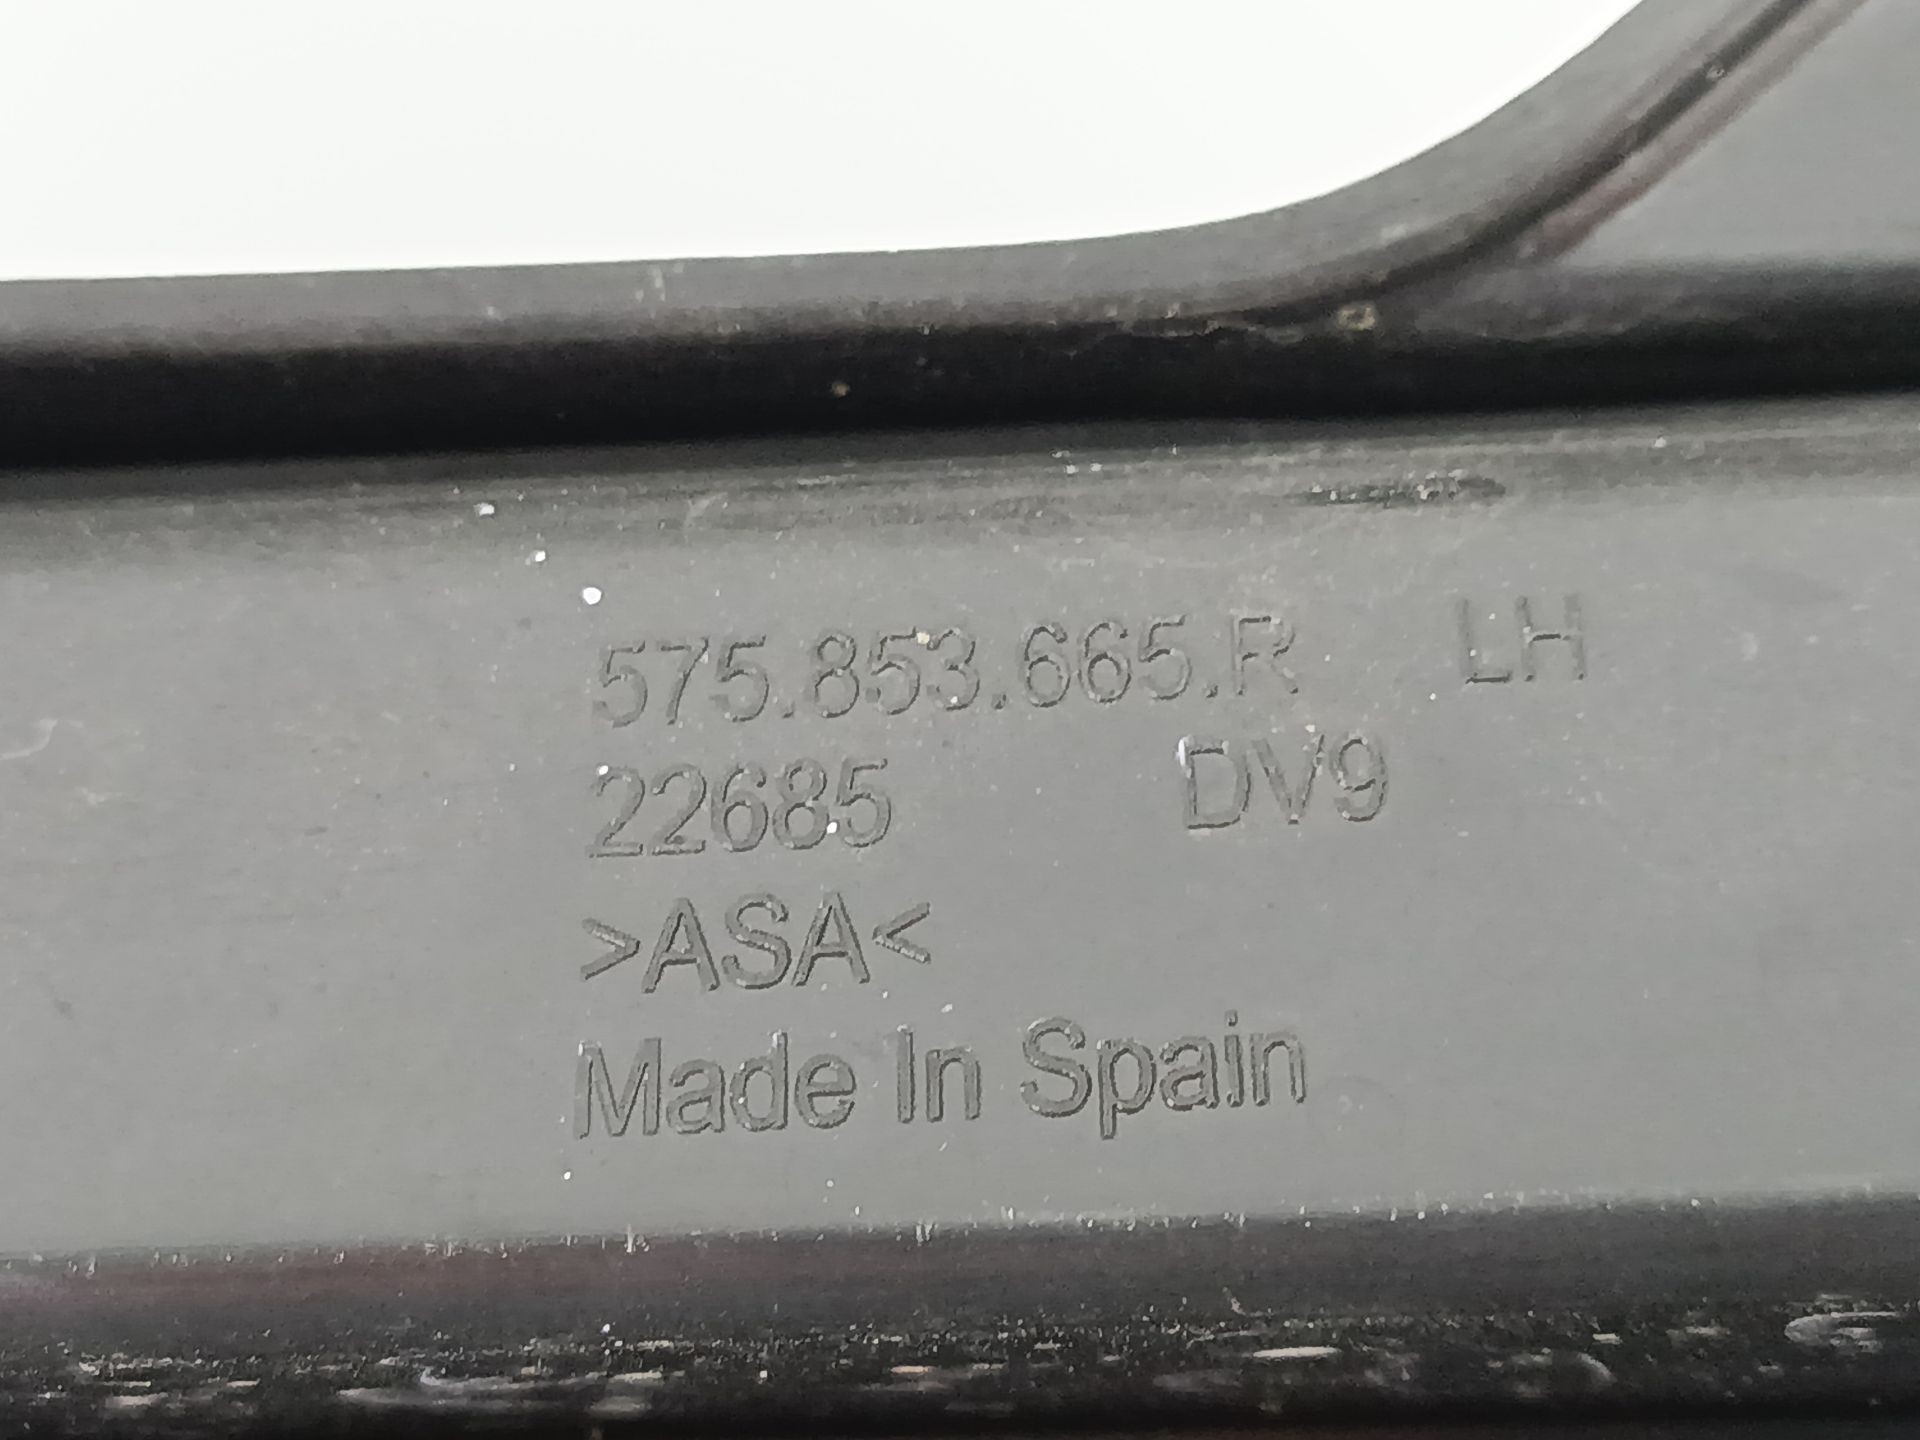 575.853.665.R LH
22685 DV9
>ASA<
Made In Spain